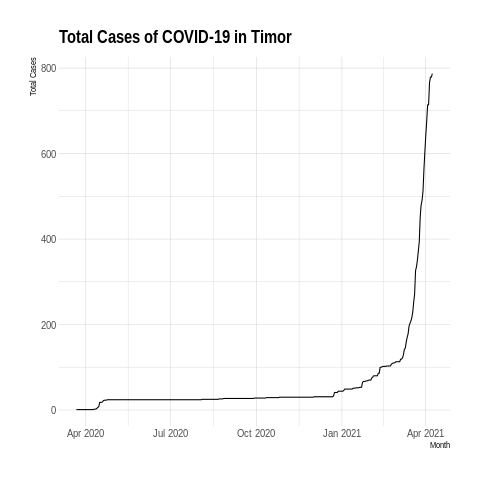 Total Cases of COVID-19 in Timor
Total Cases
800
600
400
200
0
Apr 2020 Jul 2020 Oct 2020 Jan 2021 Apr 2021
Month